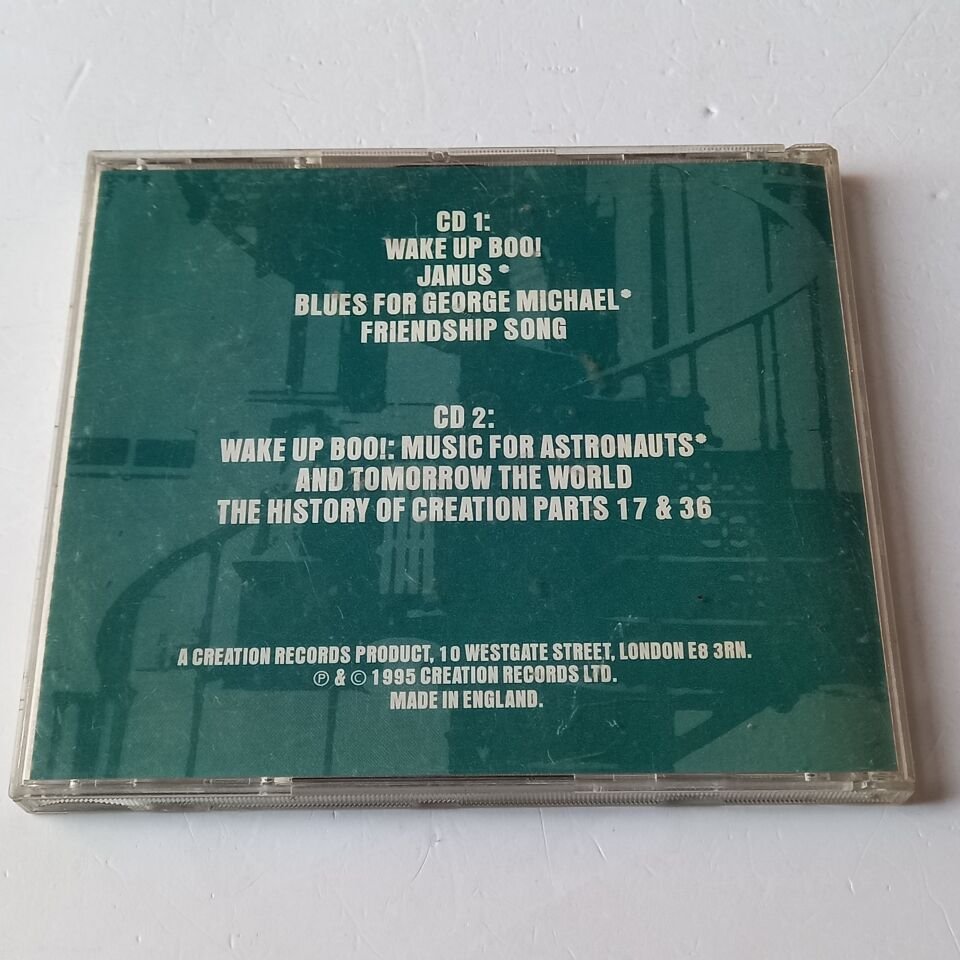 CD 1:
WAKE UP BOO!
JANUS *
BLUES FOR GEORGE MICHAEL*
FRIENDSHIP SONG
CD 2:
WAKE UP BOO!: MUSIC FOR ASTRONAUTS*
AND TOMORROW THE WORLD
THE HISTORY OF CREATION PARTS 17 & 36
A CREATION RECORDS PRODUCT, 10 WESTGATE STREET, LONDON E8 3RN.
℗ & © 1995 CREATION RECORDS LTD.
MADE IN ENGLAND.